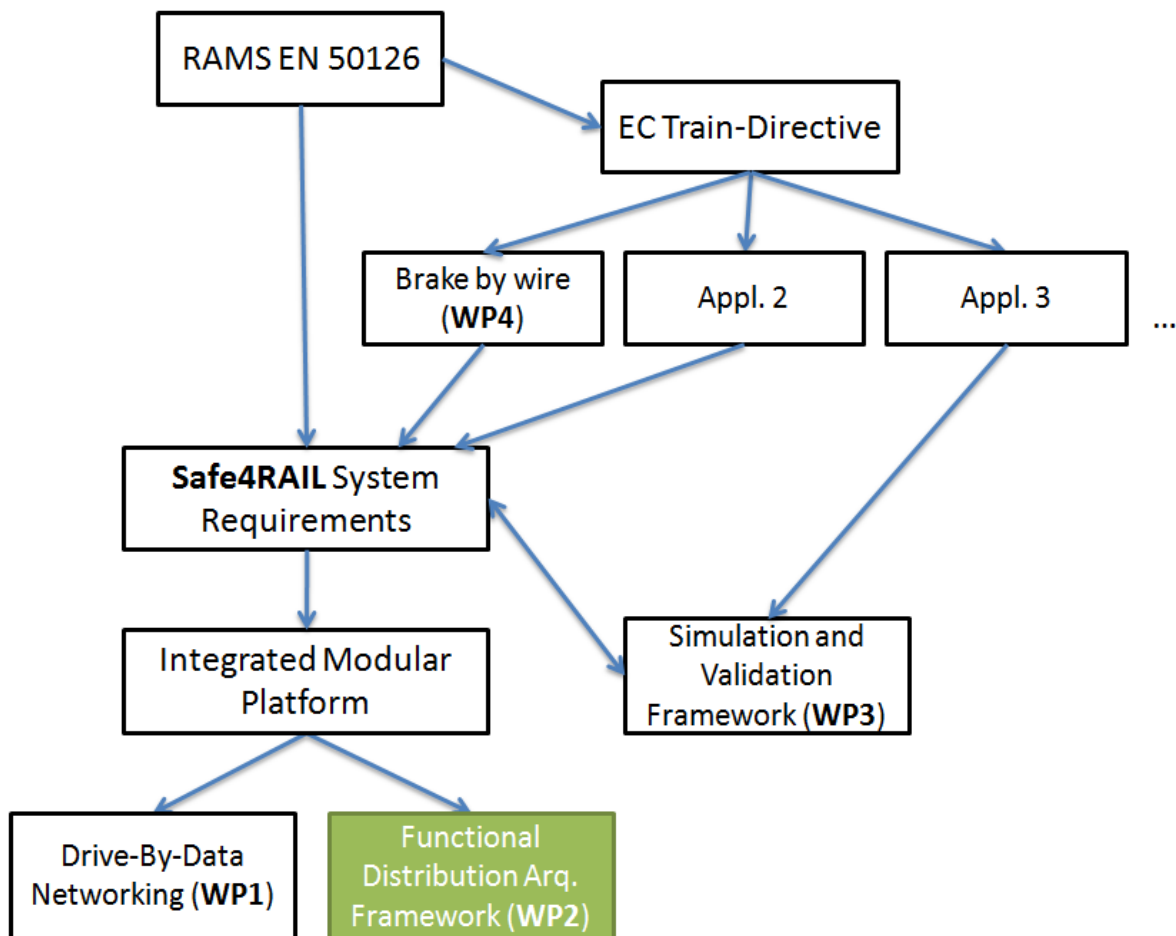 RAMS EN 50126
EC Train-Directive
Brake by wire
(WP4)
Appl. 2
Appl. 3
...
Safe4RAIL System
Requirements
Integrated Modular
Platform
Simulation and
Validation
Framework (WP3)
Drive-By-Data
Networking (WP1)
Functional
Distribution Arq.
Framework (WP2)